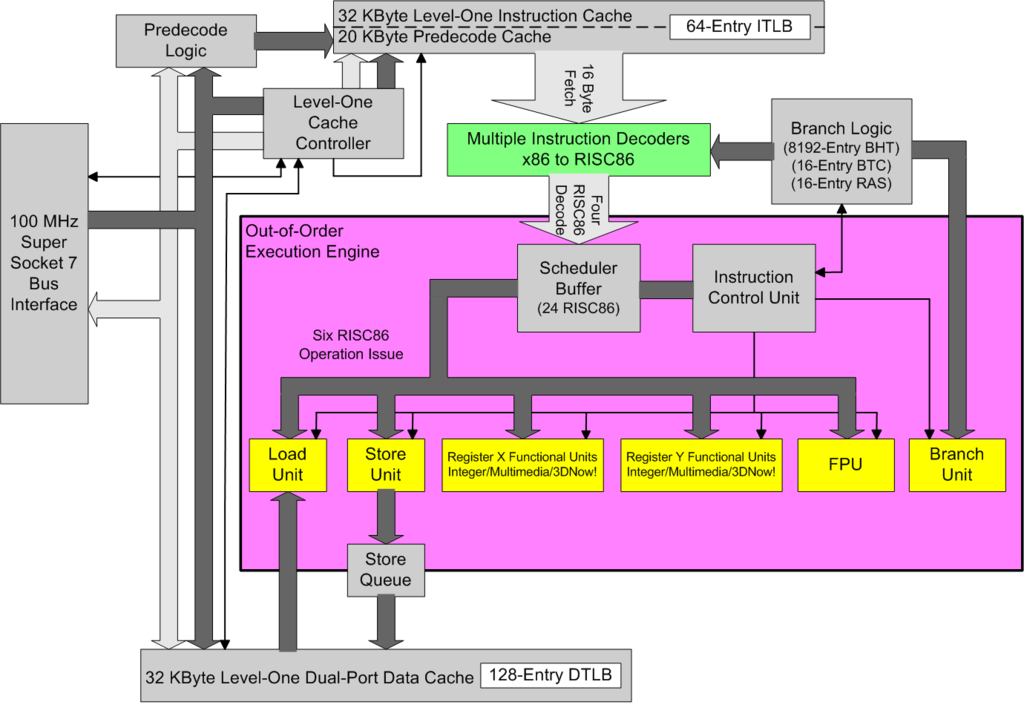 32 KByte Level-One Instruction Cache
64-Entry ITLB
20 KByte Predecode Cache
Predecode
Logic
Level-One
Cache
Controller
16 Byte
Fetch
Multiple Instruction Decoders
x86 to RISC86
Branch Logic
(8192-Entry BHT)
(16-Entry BTC)
(16-Entry RAS)
100 MHz
Super
Socket 7
Bus
Interface
Four
RISC86
Decode
Out-of-Order
Execution Engine
Scheduler
Buffer
(24 RISC86)
Instruction
Control Unit
Six RISC86
Operation Issue
Load
Unit
Store
Unit
Register X Functional Units
Integer/Multimedia/3DNow!
Register Y Functional Units
Integer/Multimedia/3DNow!
FPU
Branch
Unit
Store
Queue
32 KByte Level-One Dual-Port Data Cache
128-Entry DTLB